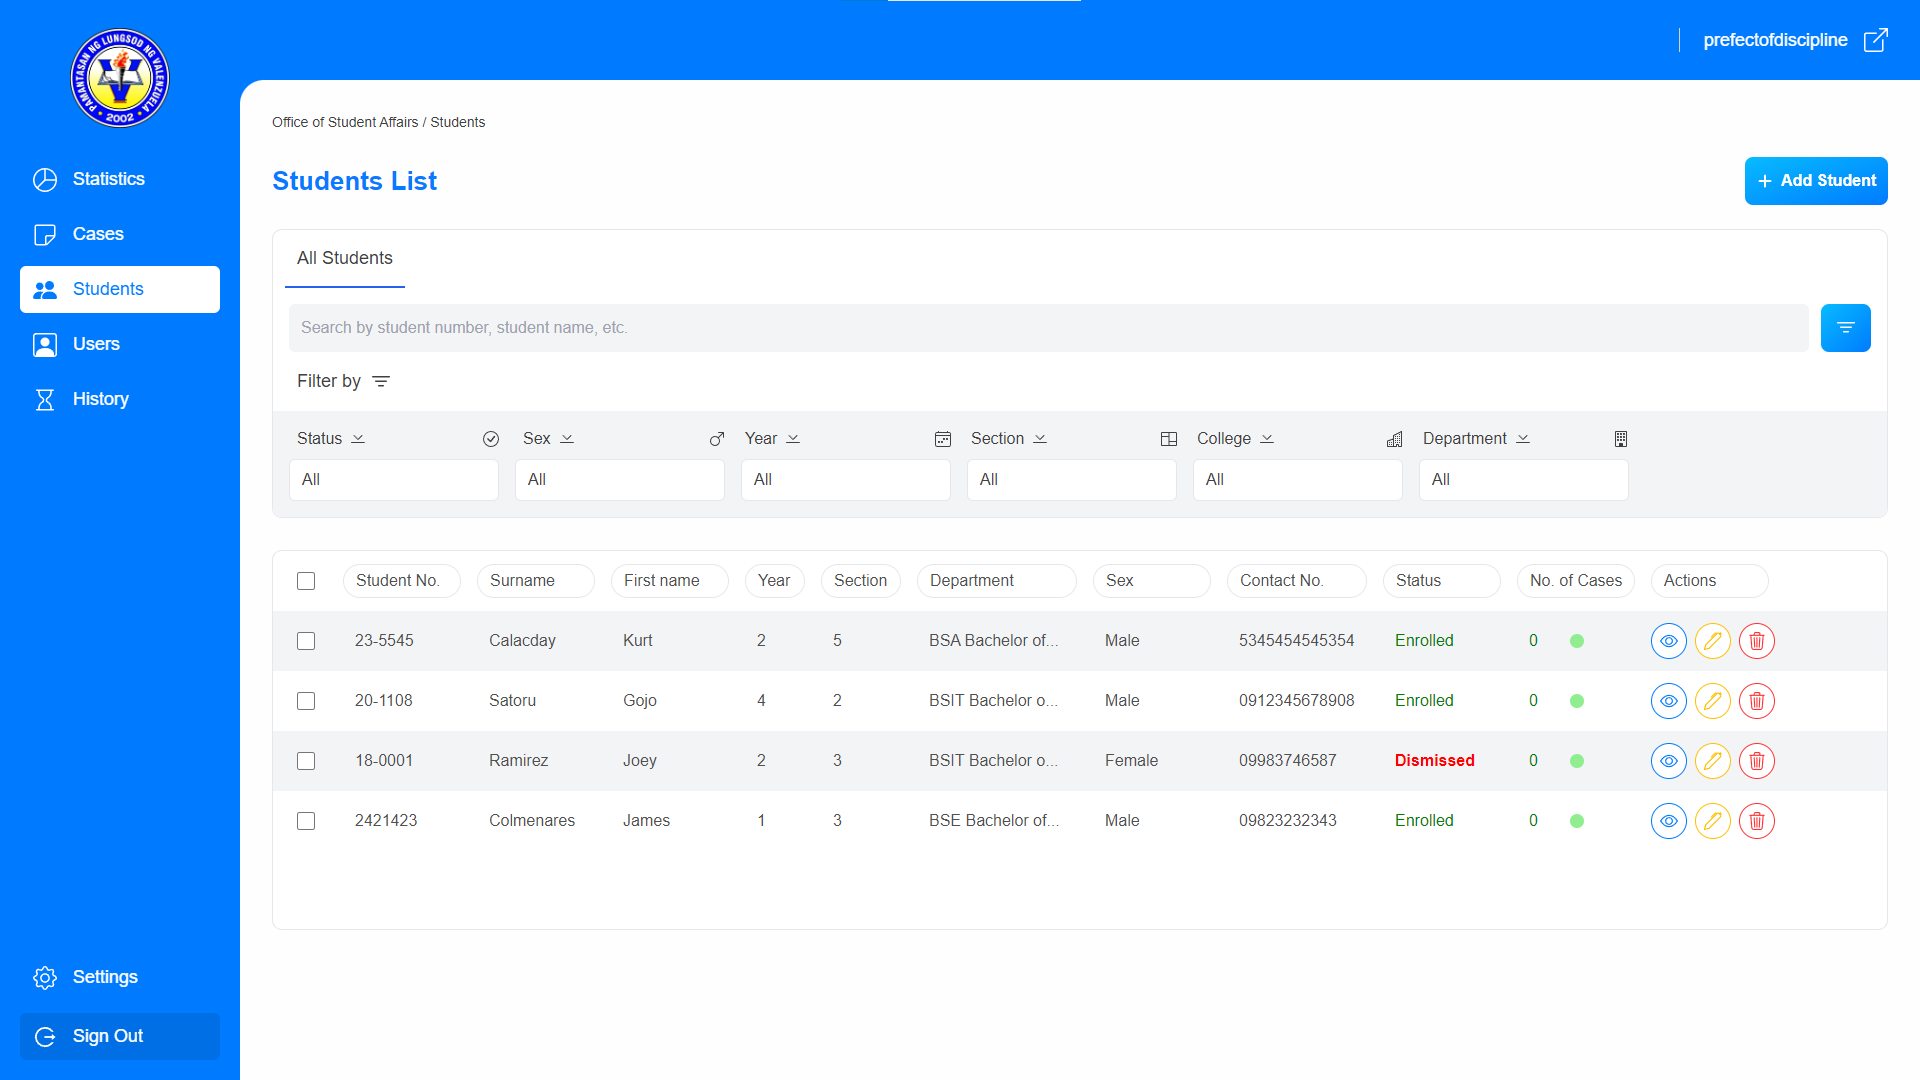 PAMANTASAN NG LUNGSOD NG VALENZUELA
2002
prefectofdiscipline
Statistics
Cases
Students
Users
History
Settings
Sign Out
Office of Student Affairs / Students
Students List
+ Add Student
All Students
Search by student number, student name, etc.
Filter by
Status Sex Year Section College Department
All All All All All All
Student No. Surname First name Year Section Department Sex Contact No. Status No. of Cases Actions
23-5545 Calacday Kurt 2 5 BSA Bachelor of... Male 5345454545354 Enrolled 0
20-1108 Satoru Gojo 4 2 BSIT Bachelor o... Male 0912345678908 Enrolled 0
18-0001 Ramirez Joey 2 3 BSIT Bachelor o... Female 09983746587 Dismissed 0
2421423 Colmenares James 1 3 BSE Bachelor of... Male 09823232343 Enrolled 0